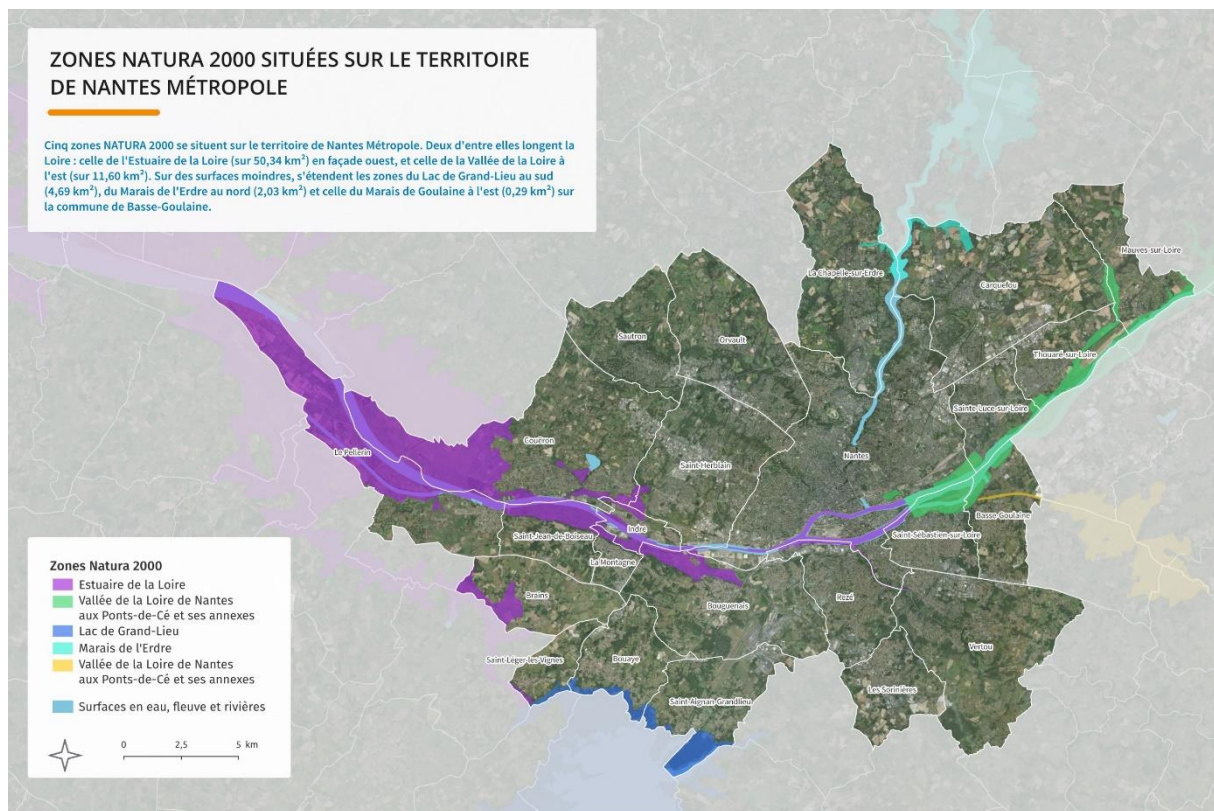 ZONES NATURA 2000 SITUÉES SUR LE TERRITOIRE
DE NANTES MÉTROPOLE
Cinq zones NATURA 2000 se situent sur le territoire de Nantes Métropole. Deux d'entre elles longent la
Loire : celle de l'Estuaire de la Loire (sur 50,34 km²) en façade ouest, et celle de la Vallée de la Loire à
l'est (sur 11,60 km²). Sur des surfaces moindres, s'étendent les zones du Lac de Grand-Lieu au sud
(4,69 km²), du Marais de l'Erdre au nord (2,03 km²) et celle du Marais de Goulaine à l'est (0,29 km²) sur
la commune de Basse-Goulaine.
Mauves-sur-Loire
La Chapelle-sur-Erdre
Carquefou
Sautron
Orvault
Thouaré-sur-Loire
Sainte-Luce-sur-Loire
Couëron
Le Pellerin
Nantes
Saint-Herblain
Basse-Goulaine
Indre
Saint-Jean-de-Boiseau
Saint-Sébastien-sur-Loire
La Montagne
Brains
Bouguenais
Rezé
Vertou
Saint-Léger-les-Vignes
Bouaye
Les Sorinières
Saint-Aignan-Grandlieu
Zones Natura 2000
Estuaire de la Loire
Vallée de la Loire de Nantes
aux Ponts-de-Cé et ses annexes
Lac de Grand-Lieu
Marais de l'Erdre
Vallée de la Loire de Nantes
aux Ponts-de-Cé et ses annexes
Surfaces en eau, fleuve et rivières
0 2,5 5 km